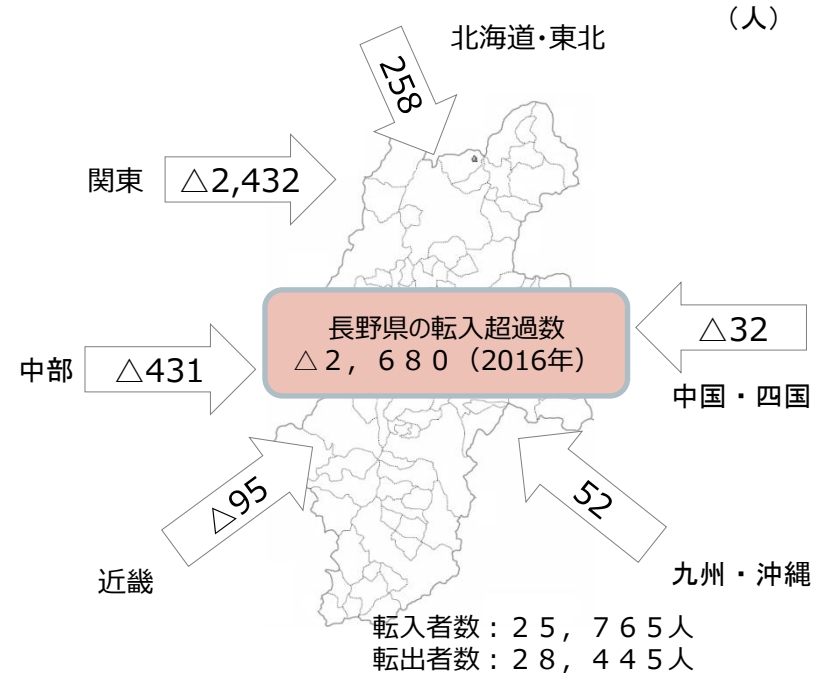 （人）
北海道・東北
258
関東
△2,432
長野県の転入超過数
△２，６８０（2016年）
△32
中国・四国
中部
△431
△95
近畿
52
九州・沖縄
転入者数：２５，７６５人
転出者数：２８，４４５人